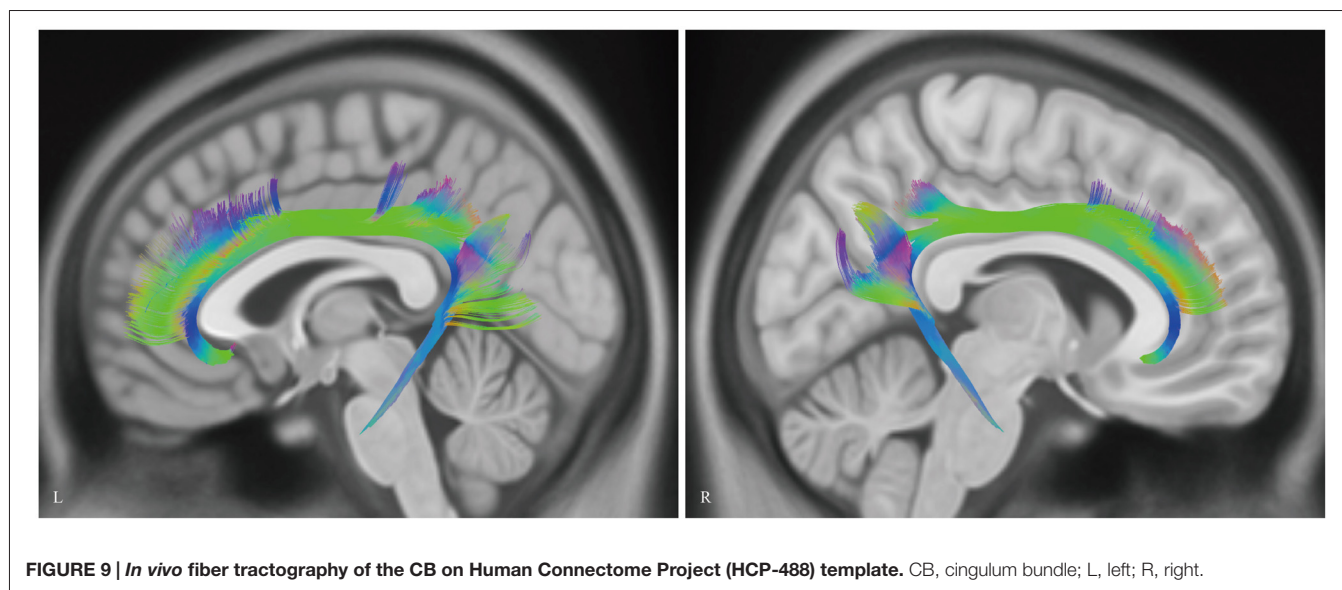 L
R
FIGURE 9 | In vivo fiber tractography of the CB on Human Connectome Project (HCP-488) template. CB, cingulum bundle; L, left; R, right.